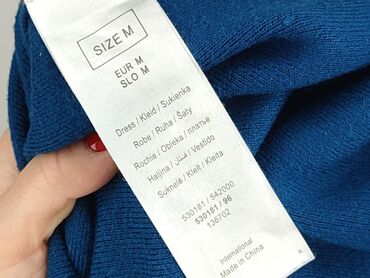 SIZE M
EUR M
SLO M
Dress / Kleid / Sukienka
Robe / Ruha / Šaty
Rochie / Obleka / платье
Haljina / فستان / Vestido
Suknelė / Kleit / Kleita
530181 / 542000
530181 / 96
136702
International
Made in China